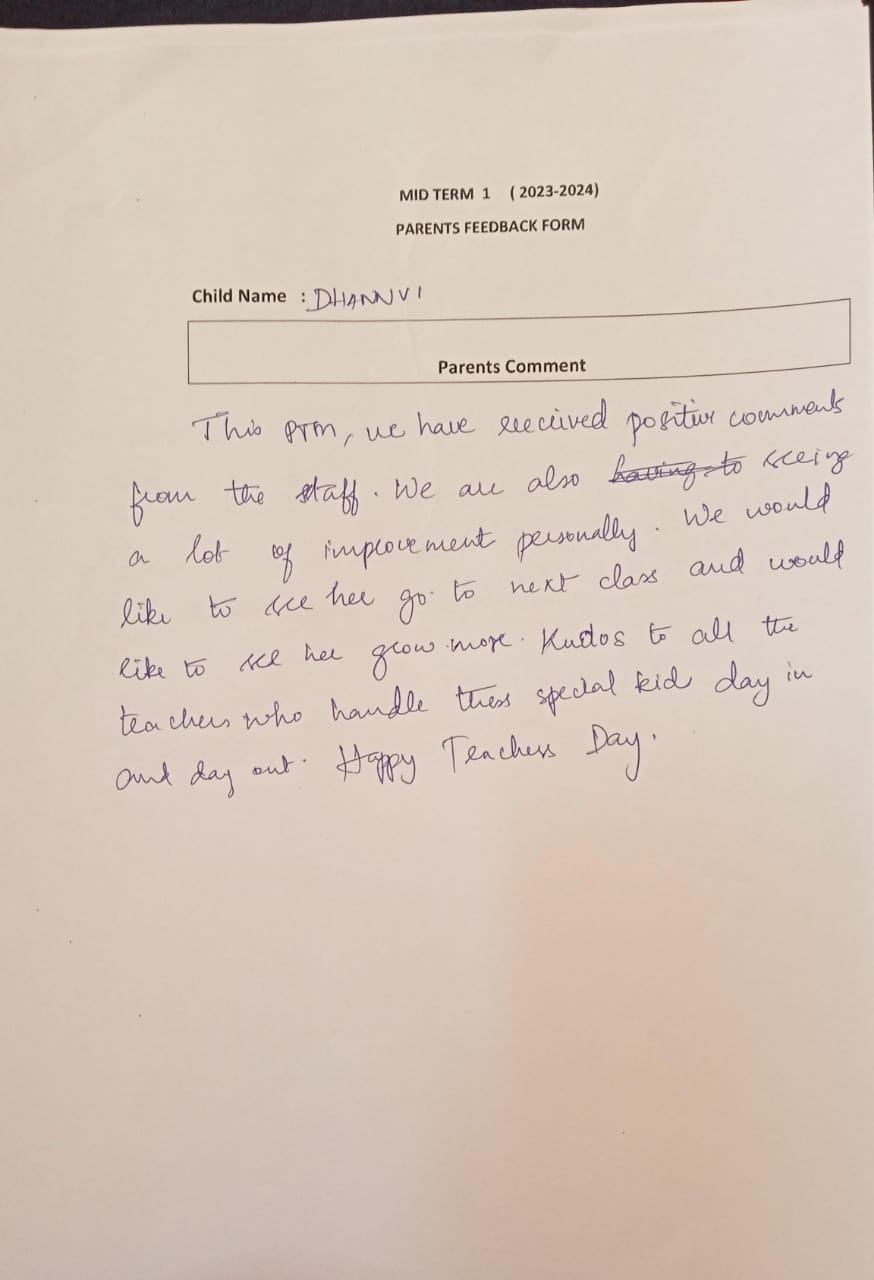 MID TERM 1 ( 2023-2024)
PARENTS FEEDBACK FORM
Child Name : DHANNVI
Parents Comment
This PTM, we have received positive comments
from the staff. We are also having to seeing
a lot of improvement personally. We would
like to see her go to next class and would
like to see her grow more. Kudos to all the
teachers who handle thess special kid day in
and day out. Happy Teachess Day.